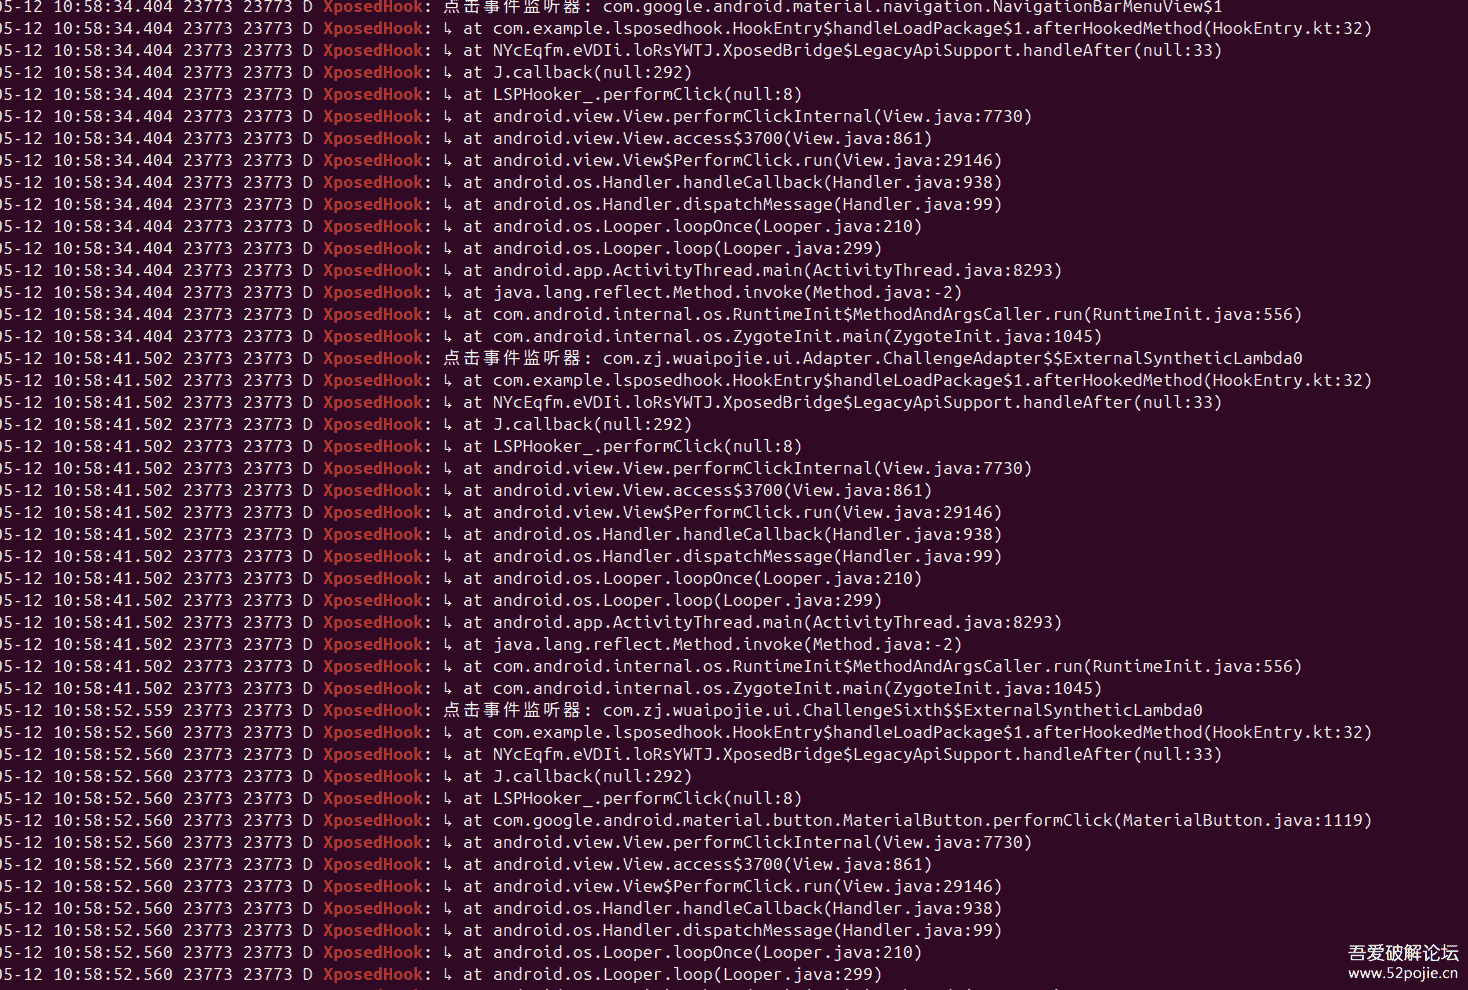 05-12 10:58:34.404 23773 23773 D XposedHook: 点击事件监听器: com.google.android.material.navigation.NavigationBarMenuView$1
05-12 10:58:34.404 23773 23773 D XposedHook: ↳ at com.example.lsposedhook.HookEntry$handleLoadPackage$1.afterHookedMethod(HookEntry.kt:32)
05-12 10:58:34.404 23773 23773 D XposedHook: ↳ at NYcEqfm.eVDIi.loRsYWTJ.XposedBridge$LegacyApiSupport.handleAfter(null:33)
05-12 10:58:34.404 23773 23773 D XposedHook: ↳ at J.callback(null:292)
05-12 10:58:34.404 23773 23773 D XposedHook: ↳ at LSPHooker_.performClick(null:8)
05-12 10:58:34.404 23773 23773 D XposedHook: ↳ at android.view.View.performClickInternal(View.java:7730)
05-12 10:58:34.404 23773 23773 D XposedHook: ↳ at android.view.View.access$3700(View.java:861)
05-12 10:58:34.404 23773 23773 D XposedHook: ↳ at android.view.View$PerformClick.run(View.java:29146)
05-12 10:58:34.404 23773 23773 D XposedHook: ↳ at android.os.Handler.handleCallback(Handler.java:938)
05-12 10:58:34.404 23773 23773 D XposedHook: ↳ at android.os.Handler.dispatchMessage(Handler.java:99)
05-12 10:58:34.404 23773 23773 D XposedHook: ↳ at android.os.Looper.loopOnce(Looper.java:210)
05-12 10:58:34.404 23773 23773 D XposedHook: ↳ at android.os.Looper.loop(Looper.java:299)
05-12 10:58:34.404 23773 23773 D XposedHook: ↳ at android.app.ActivityThread.main(ActivityThread.java:8293)
05-12 10:58:34.404 23773 23773 D XposedHook: ↳ at java.lang.reflect.Method.invoke(Method.java:-2)
05-12 10:58:34.404 23773 23773 D XposedHook: ↳ at com.android.internal.os.RuntimeInit$MethodAndArgsCaller.run(RuntimeInit.java:556)
05-12 10:58:34.404 23773 23773 D XposedHook: ↳ at com.android.internal.os.ZygoteInit.main(ZygoteInit.java:1045)
05-12 10:58:41.502 23773 23773 D XposedHook: 点击事件监听器: com.zj.wuaipojie.ui.Adapter.ChallengeAdapter$$ExternalSyntheticLambda0
05-12 10:58:41.502 23773 23773 D XposedHook: ↳ at com.example.lsposedhook.HookEntry$handleLoadPackage$1.afterHookedMethod(HookEntry.kt:32)
05-12 10:58:41.502 23773 23773 D XposedHook: ↳ at NYcEqfm.eVDIi.loRsYWTJ.XposedBridge$LegacyApiSupport.handleAfter(null:33)
05-12 10:58:41.502 23773 23773 D XposedHook: ↳ at J.callback(null:292)
05-12 10:58:41.502 23773 23773 D XposedHook: ↳ at LSPHooker_.performClick(null:8)
05-12 10:58:41.502 23773 23773 D XposedHook: ↳ at android.view.View.performClickInternal(View.java:7730)
05-12 10:58:41.502 23773 23773 D XposedHook: ↳ at android.view.View.access$3700(View.java:861)
05-12 10:58:41.502 23773 23773 D XposedHook: ↳ at android.view.View$PerformClick.run(View.java:29146)
05-12 10:58:41.502 23773 23773 D XposedHook: ↳ at android.os.Handler.handleCallback(Handler.java:938)
05-12 10:58:41.502 23773 23773 D XposedHook: ↳ at android.os.Handler.dispatchMessage(Handler.java:99)
05-12 10:58:41.502 23773 23773 D XposedHook: ↳ at android.os.Looper.loopOnce(Looper.java:210)
05-12 10:58:41.502 23773 23773 D XposedHook: ↳ at android.os.Looper.loop(Looper.java:299)
05-12 10:58:41.502 23773 23773 D XposedHook: ↳ at android.app.ActivityThread.main(ActivityThread.java:8293)
05-12 10:58:41.502 23773 23773 D XposedHook: ↳ at java.lang.reflect.Method.invoke(Method.java:-2)
05-12 10:58:41.502 23773 23773 D XposedHook: ↳ at com.android.internal.os.RuntimeInit$MethodAndArgsCaller.run(RuntimeInit.java:556)
05-12 10:58:41.502 23773 23773 D XposedHook: ↳ at com.android.internal.os.ZygoteInit.main(ZygoteInit.java:1045)
05-12 10:58:52.559 23773 23773 D XposedHook: 点击事件监听器: com.zj.wuaipojie.ui.ChallengeSixth$$ExternalSyntheticLambda0
05-12 10:58:52.560 23773 23773 D XposedHook: ↳ at com.example.lsposedhook.HookEntry$handleLoadPackage$1.afterHookedMethod(HookEntry.kt:32)
05-12 10:58:52.560 23773 23773 D XposedHook: ↳ at NYcEqfm.eVDIi.loRsYWTJ.XposedBridge$LegacyApiSupport.handleAfter(null:33)
05-12 10:58:52.560 23773 23773 D XposedHook: ↳ at J.callback(null:292)
05-12 10:58:52.560 23773 23773 D XposedHook: ↳ at LSPHooker_.performClick(null:8)
05-12 10:58:52.560 23773 23773 D XposedHook: ↳ at com.google.android.material.button.MaterialButton.performClick(MaterialButton.java:1119)
05-12 10:58:52.560 23773 23773 D XposedHook: ↳ at android.view.View.performClickInternal(View.java:7730)
05-12 10:58:52.560 23773 23773 D XposedHook: ↳ at android.view.View.access$3700(View.java:861)
05-12 10:58:52.560 23773 23773 D XposedHook: ↳ at android.view.View$PerformClick.run(View.java:29146)
05-12 10:58:52.560 23773 23773 D XposedHook: ↳ at android.os.Handler.handleCallback(Handler.java:938)
05-12 10:58:52.560 23773 23773 D XposedHook: ↳ at android.os.Handler.dispatchMessage(Handler.java:99)
05-12 10:58:52.560 23773 23773 D XposedHook: ↳ at android.os.Looper.loopOnce(Looper.java:210)
05-12 10:58:52.560 23773 23773 D XposedHook: ↳ at android.os.Looper.loop(Looper.java:299)
吾爱破解论坛
www.52pojie.cn